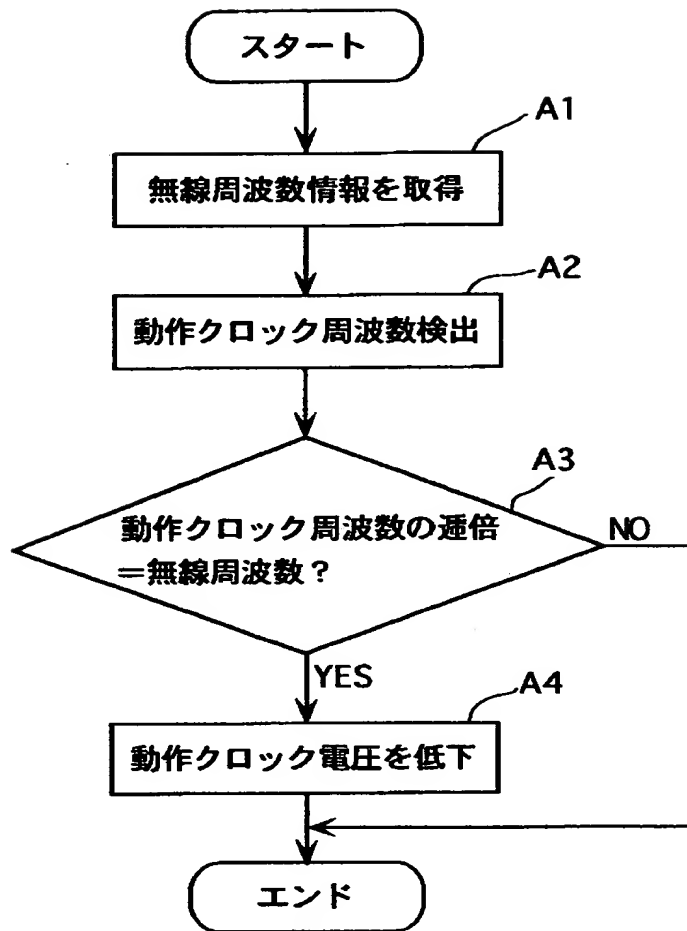 スタート
A1
無線周波数情報を取得
A2
動作クロック周波数検出
A3
動作クロック周波数の逓倍
＝無線周波数？
NO
YES
A4
動作クロック電圧を低下
エンド